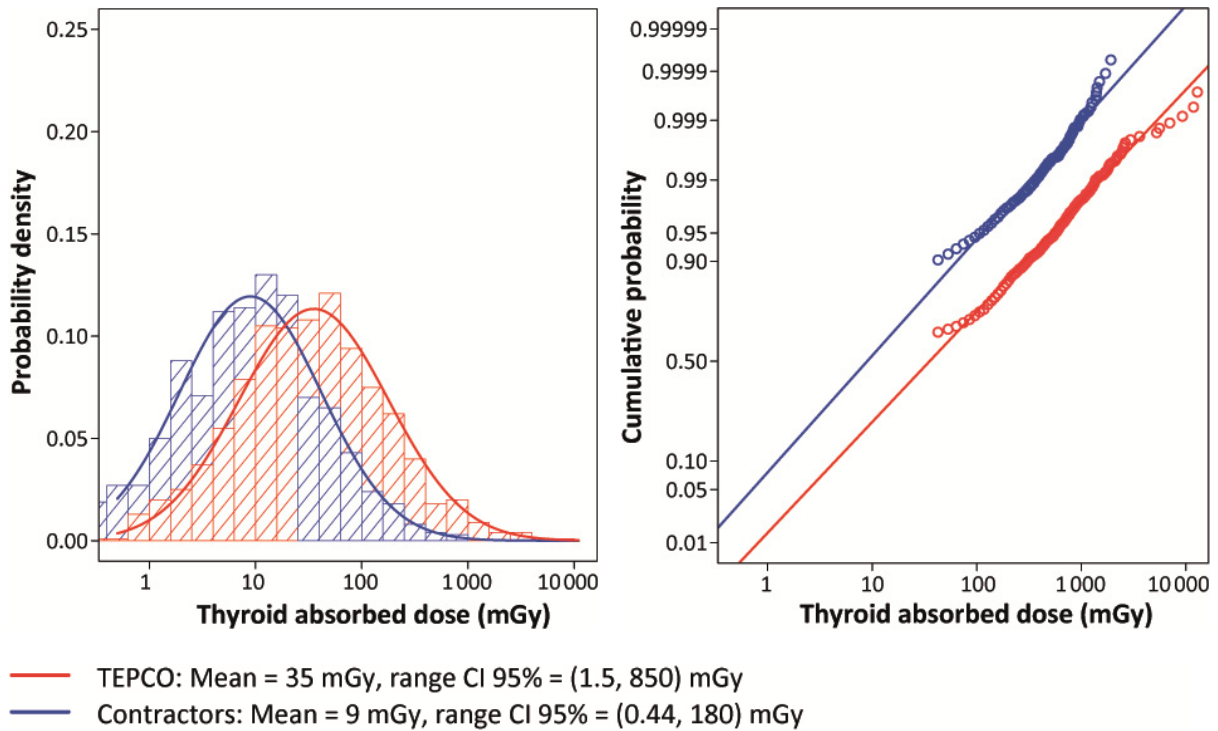 0.25
0.20
0.15
0.10
0.05
0.00
Probability density
1 10 100 1 000 10 000
Thyroid absorbed dose (mGy)
0.99999
0.9999
0.999
0.99
0.95
0.90
0.50
0.10
0.05
0.01
Cumulative probability
1 10 100 1 000 10 000
Thyroid absorbed dose (mGy)
TEPCO: Mean = 35 mGy, range CI 95% = (1.5, 850) mGy
Contractors: Mean = 9 mGy, range CI 95% = (0.44, 180) mGy